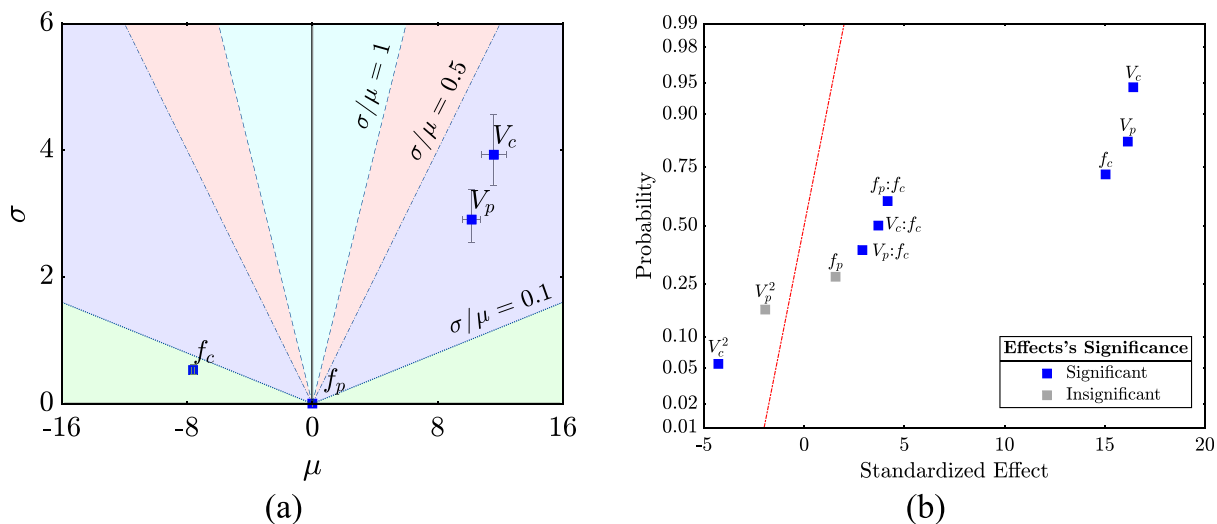 6
4
2
0
σ
-16
-8
0
8
16
μ
σ/μ = 1
σ/μ = 0.5
σ/μ = 0.1
V_c
V_p
f_c
f_p
(a)
0.99
0.98
0.95
0.90
0.75
0.50
0.25
0.10
0.05
0.02
0.01
Probability
-5
0
5
10
15
20
Standardized Effect
V_c
V_p
f_c
f_p:f_c
V_c:f_c
V_p:f_c
f_p
V_p^2
V_c^2
Effects's Significance
Significant
Insignificant
(b)